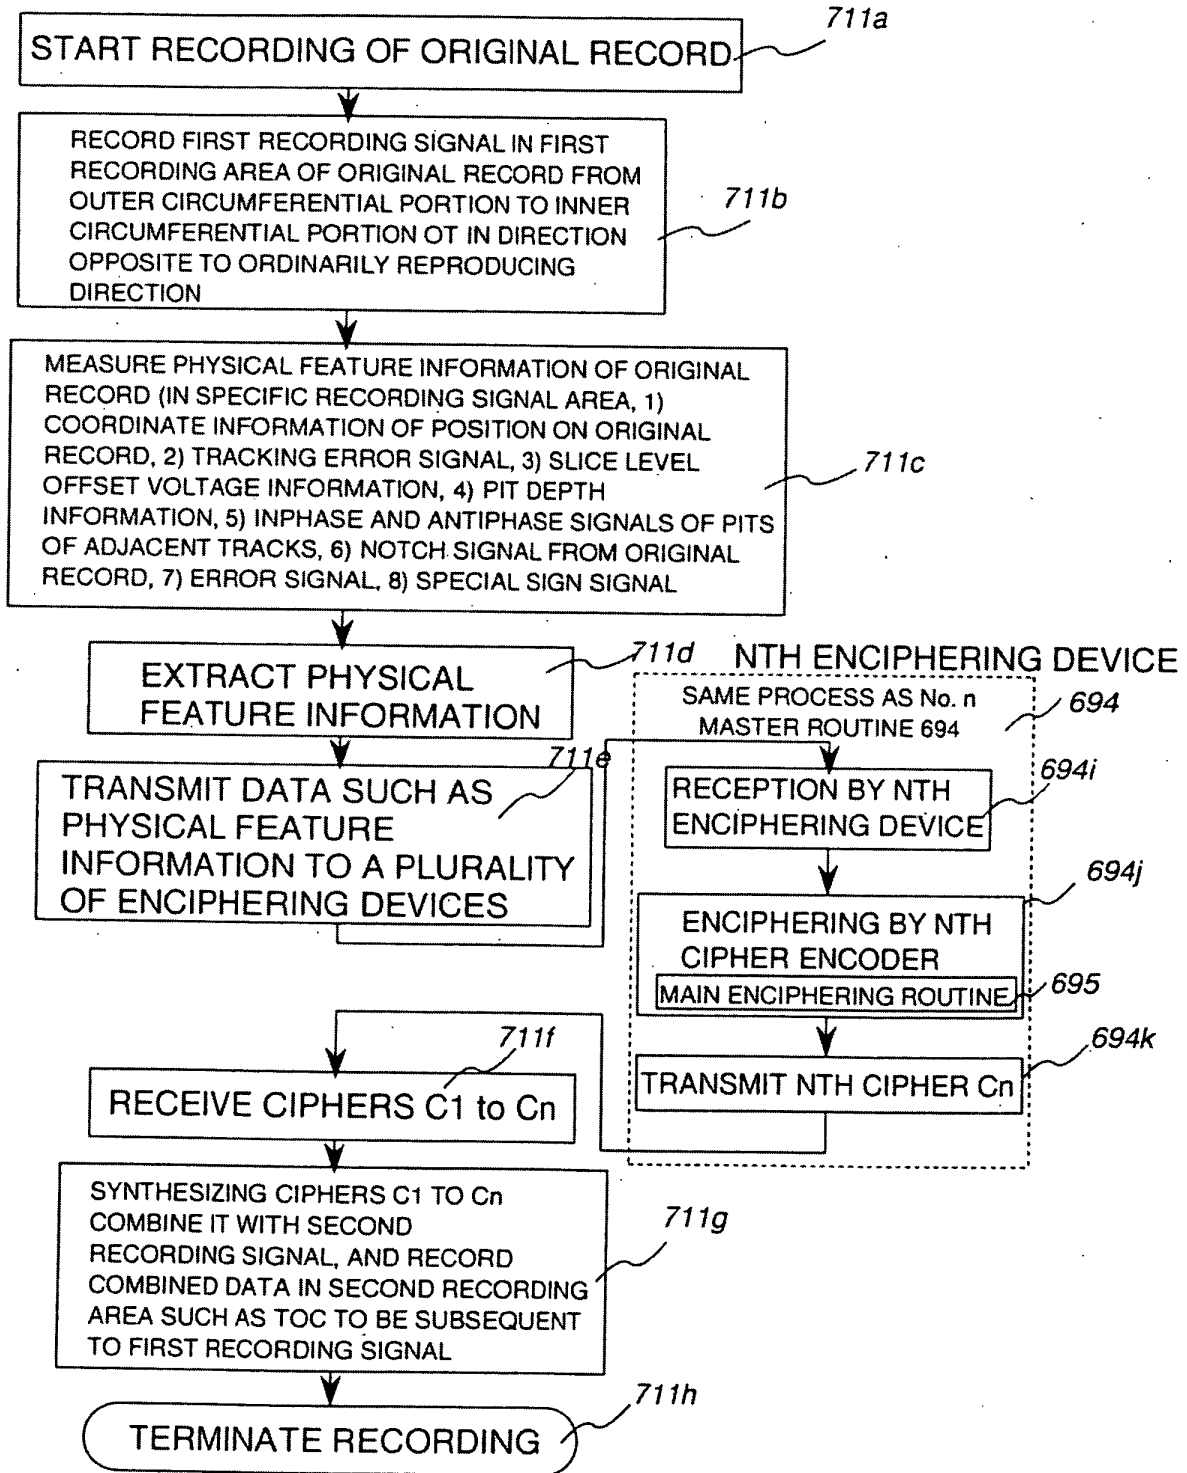 711a
START RECORDING OF ORIGINAL RECORD
RECORD FIRST RECORDING SIGNAL IN FIRST
RECORDING AREA OF ORIGINAL RECORD FROM
OUTER CIRCUMFERENTIAL PORTION TO INNER
CIRCUMFERENTIAL PORTION OT IN DIRECTION
OPPOSITE TO ORDINARILY REPRODUCING
DIRECTION
711b
MEASURE PHYSICAL FEATURE INFORMATION OF ORIGINAL
RECORD (IN SPECIFIC RECORDING SIGNAL AREA, 1)
COORDINATE INFORMATION OF POSITION ON ORIGINAL
RECORD, 2) TRACKING ERROR SIGNAL, 3) SLICE LEVEL
OFFSET VOLTAGE INFORMATION, 4) PIT DEPTH
INFORMATION, 5) INPHASE AND ANTIPHASE SIGNALS OF PITS
OF ADJACENT TRACKS, 6) NOTCH SIGNAL FROM ORIGINAL
RECORD, 7) ERROR SIGNAL, 8) SPECIAL SIGN SIGNAL
711c
EXTRACT PHYSICAL
FEATURE INFORMATION
711d
TRANSMIT DATA SUCH AS
PHYSICAL FEATURE
INFORMATION TO A PLURALITY
OF ENCIPHERING DEVICES
711e
NTH ENCIPHERING DEVICE
SAME PROCESS AS No. n
MASTER ROUTINE 694
694
RECEPTION BY NTH
ENCIPHERING DEVICE
694i
ENCIPHERING BY NTH
CIPHER ENCODER
694j
MAIN ENCIPHERING ROUTINE
695
TRANSMIT NTH CIPHER Cn
694k
711f
RECEIVE CIPHERS C1 to Cn
SYNTHESIZING CIPHERS C1 TO Cn
COMBINE IT WITH SECOND
RECORDING SIGNAL, AND RECORD
COMBINED DATA IN SECOND RECORDING
AREA SUCH AS TOC TO BE SUBSEQUENT
TO FIRST RECORDING SIGNAL
711g
TERMINATE RECORDING
711h